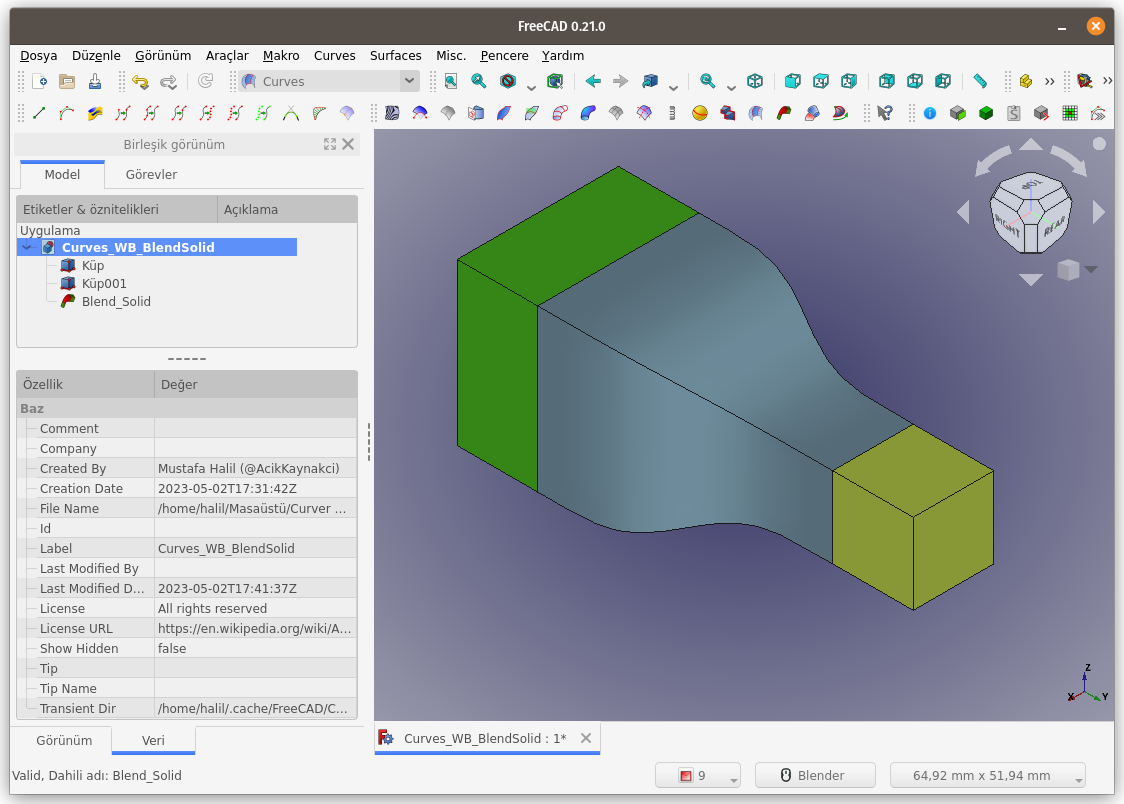 FreeCAD 0.21.0
Dosya Düzenle Görünüm Araçlar Makro Curves Surfaces Misc. Pencere Yardım
Curves
Birleşik görünüm
Model Görevler
Etiketler & öznitelikleri Açıklama
Uygulama
Curves_WB_BlendSolid
Küp
Küp001
Blend_Solid
Özellik Değer
Baz
Comment
Company
Created By Mustafa Halil (@AcikKaynakci)
Creation Date 2023-05-02T17:31:42Z
File Name /home/halil/Masaüstü/Curver ...
Id
Label Curves_WB_BlendSolid
Last Modified By
Last Modified D... 2023-05-02T17:41:37Z
License All rights reserved
License URL https://en.wikipedia.org/wiki/A...
Show Hidden false
Tip
Tip Name
Transient Dir /home/halil/.cache/FreeCAD/C...
Görünüm Veri
TOP
RIGHT REAR
Z
X Y
Curves_WB_BlendSolid : 1*
Valid, Dahili adı: Blend_Solid
9 Blender 64,92 mm x 51,94 mm